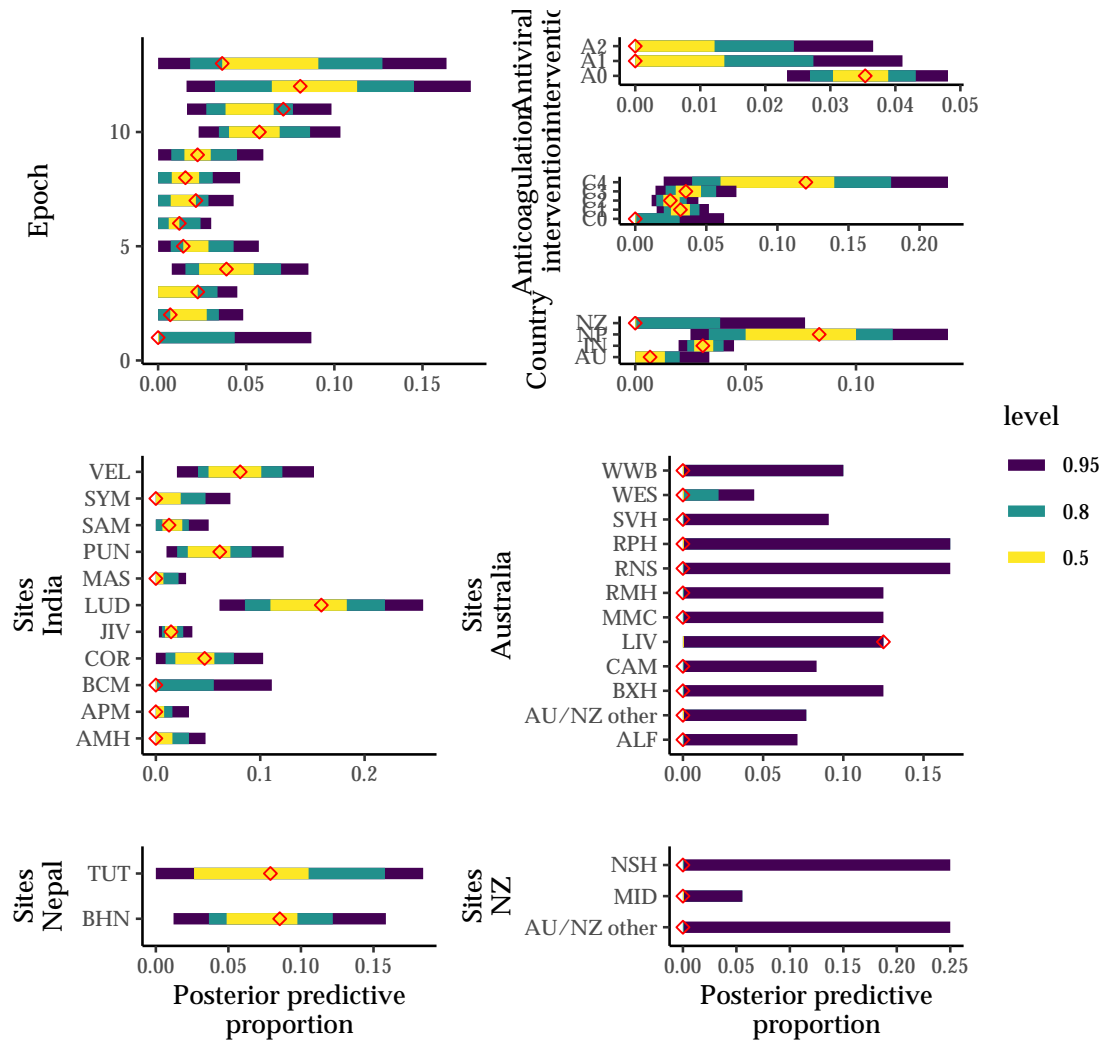 Epoch
10
5
0
0.00 0.05 0.10 0.15
Antiviral
interventio
A2
A1
A0
0.00 0.01 0.02 0.03 0.04 0.05
Anticoagulation
intervention
C4
C3
C2
C1
C0
0.00 0.05 0.10 0.15 0.20
Country
NZ
NP
IN
AU
0.00 0.05 0.10
Sites
India
VEL
SYM
SAM
PUN
MAS
LUD
JIV
COR
BCM
APM
AMH
0.0 0.1 0.2
Sites
Australia
WWB
WES
SVH
RPH
RNS
RMH
MMC
LIV
CAM
BXH
AU/NZ other
ALF
0.00 0.05 0.10 0.15
level
0.95
0.8
0.5
Sites
Nepal
TUT
BHN
0.00 0.05 0.10 0.15
Posterior predictive
proportion
Sites
NZ
NSH
MID
AU/NZ other
0.00 0.05 0.10 0.15 0.20 0.25
Posterior predictive
proportion